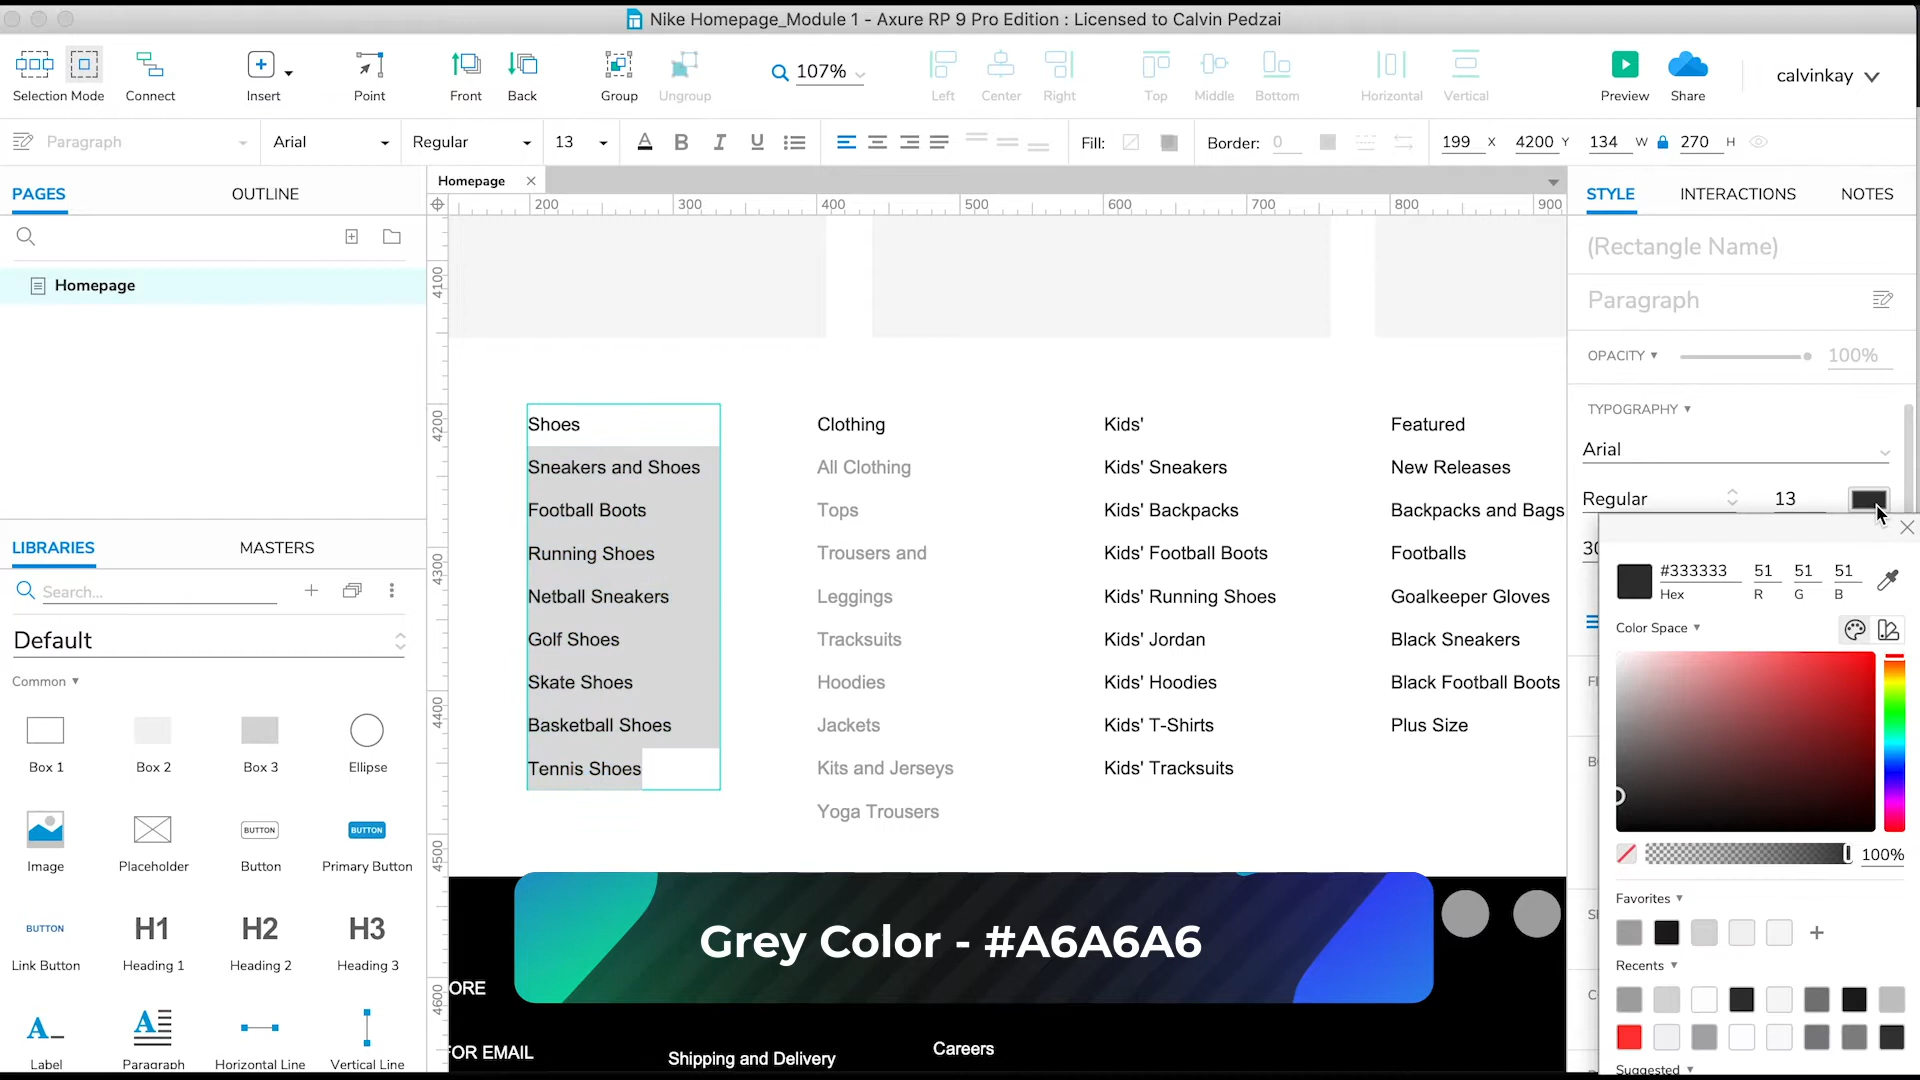 Nike Homepage_Module 1 - Axure RP 9 Pro Edition : Licensed to Calvin Pedzai
Selection Mode
Connect
Insert
Point
Front
Back
Group
Ungroup
107%
Left
Center
Right
Top
Middle
Bottom
Horizontal
Vertical
Preview
Share
calvinkay
Paragraph
Arial
Regular
13
A B I U
Fill:
Border: 0
199 X 4200 Y 134 W 270 H
PAGES
OUTLINE
Homepage
LIBRARIES
MASTERS
Search...
Default
Common
Box 1
Box 2
Box 3
Ellipse
Image
Placeholder
BUTTON
Button
BUTTON
Primary Button
BUTTON
Link Button
H1
Heading 1
H2
Heading 2
H3
Heading 3
A
Label
A
Paragraph
Horizontal Line
Vertical Line
Homepage
200 300 400 500 600 700 800 900
4100
4200
4300
4400
4500
4600
Shoes
Sneakers and Shoes
Football Boots
Running Shoes
Netball Sneakers
Golf Shoes
Skate Shoes
Basketball Shoes
Tennis Shoes
Clothing
All Clothing
Tops
Trousers and
Leggings
Tracksuits
Hoodies
Jackets
Kits and Jerseys
Yoga Trousers
Kids'
Kids' Sneakers
Kids' Backpacks
Kids' Football Boots
Kids' Running Shoes
Kids' Jordan
Kids' Hoodies
Kids' T-Shirts
Kids' Tracksuits
Featured
New Releases
Backpacks and Bags
Footballs
Goalkeeper Gloves
Black Sneakers
Black Football Boots
Plus Size
Grey Color - #A6A6A6
ORE
FOR EMAIL
Shipping and Delivery
Careers
STYLE
INTERACTIONS
NOTES
(Rectangle Name)
Paragraph
OPACITY
100%
TYPOGRAPHY
Arial
Regular
13
30
#333333 51 51 51
Hex R G B
Color Space
100%
Favorites
Recents
Suggested